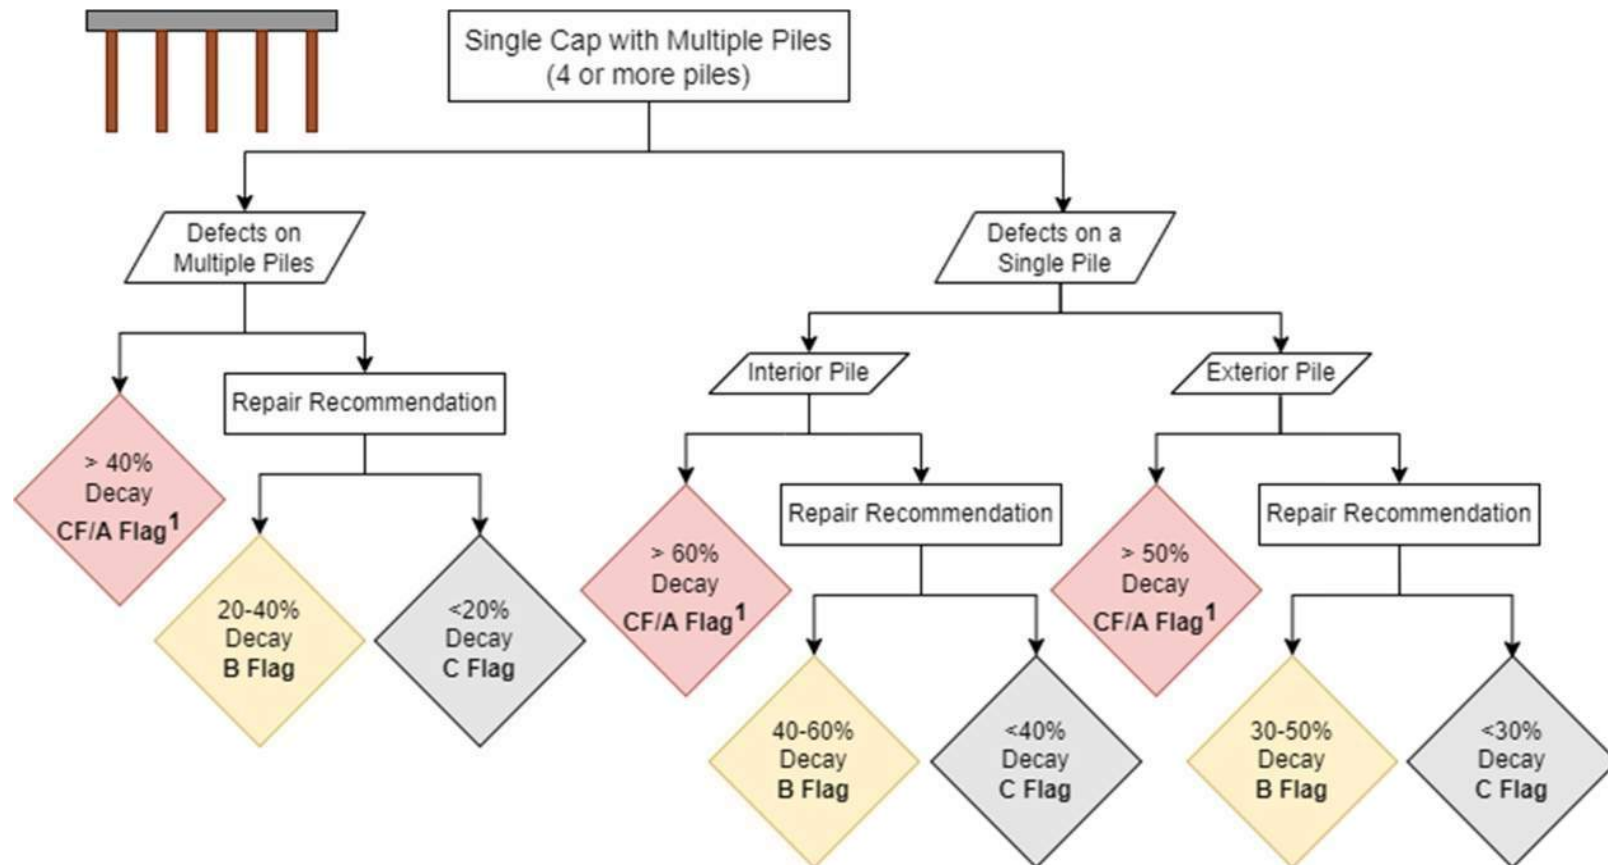 Single Cap with Multiple Piles
(4 or more piles)
Defects on
Multiple Piles
Defects on a
Single Pile
Interior Pile
Exterior Pile
Repair Recommendation
> 40%
Decay
CF/A Flag1
20-40%
Decay
B Flag
<20%
Decay
C Flag
Repair Recommendation
> 60%
Decay
CF/A Flag1
40-60%
Decay
B Flag
<40%
Decay
C Flag
Repair Recommendation
> 50%
Decay
CF/A Flag1
30-50%
Decay
B Flag
<30%
Decay
C Flag